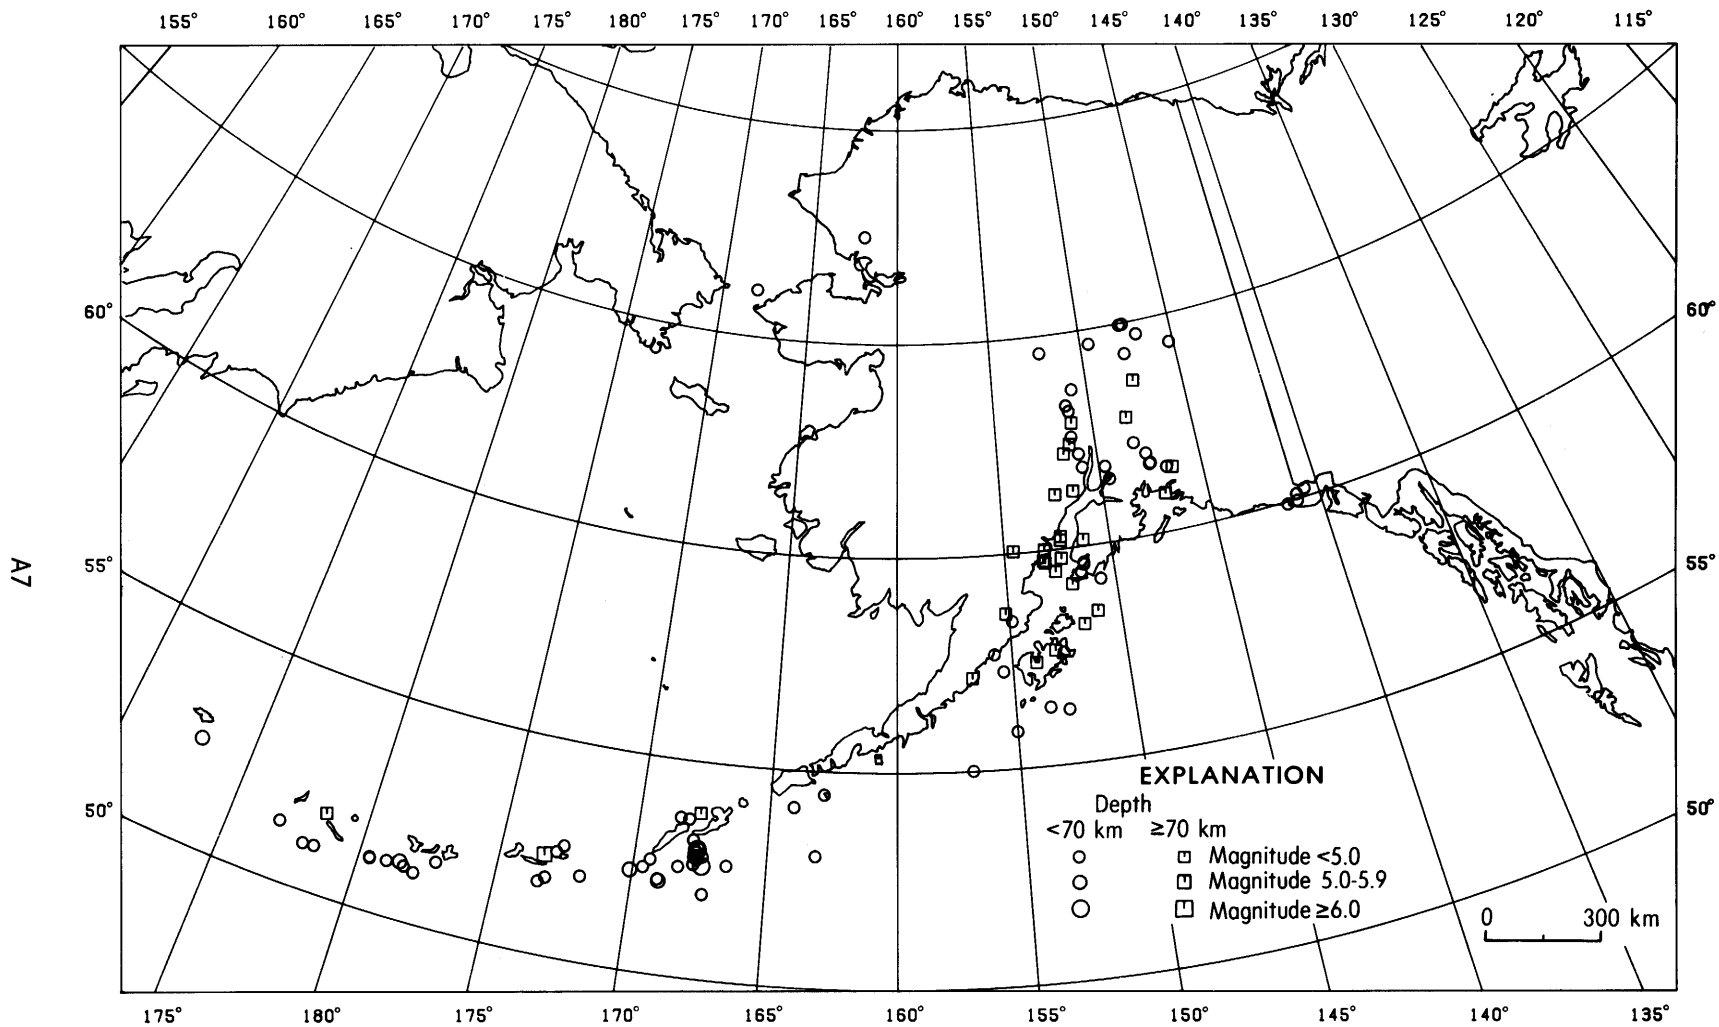 155° 160° 165° 170° 175° 180° 175° 170° 165° 160° 155° 150° 145° 140° 135° 130° 125° 120° 115°
60° 60°
55° 55°
A7
50° 50°
EXPLANATION
Depth
<70 km ≥70 km
Magnitude <5.0
Magnitude 5.0-5.9
Magnitude ≥6.0
0 300 km
175° 180° 175° 170° 165° 160° 155° 150° 145° 140° 135°